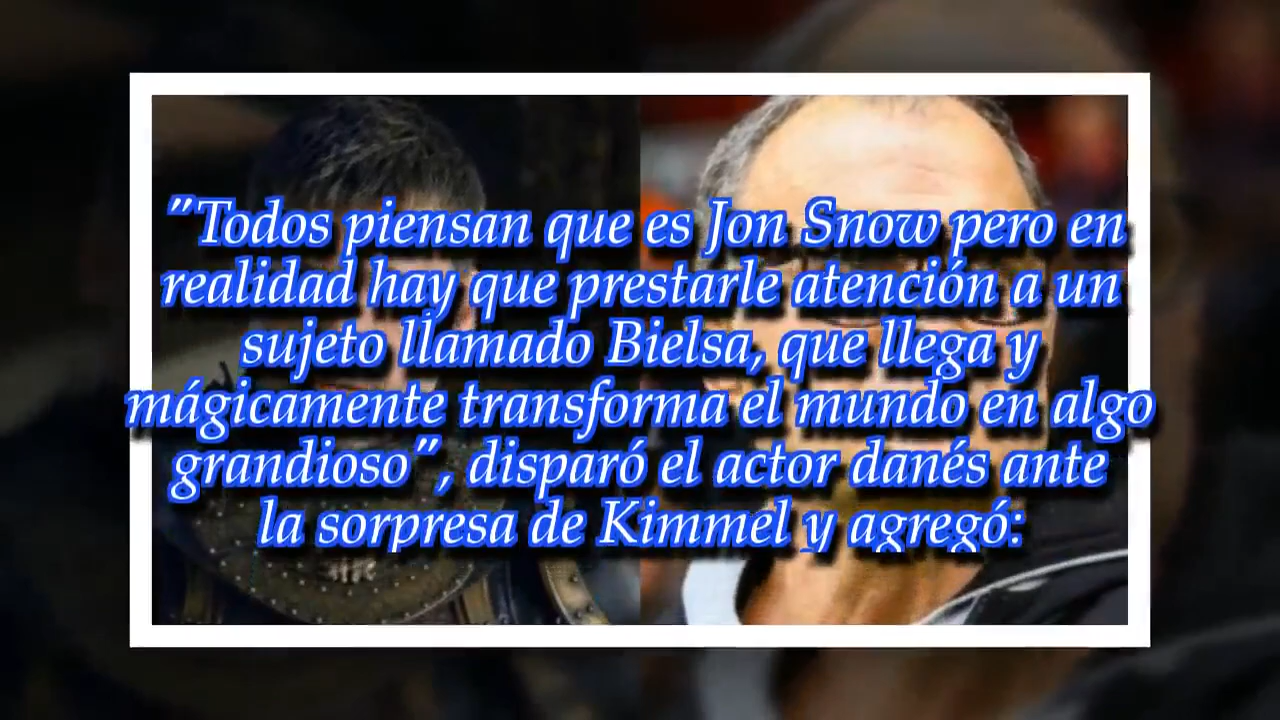 "Todos piensan que es Jon Snow pero en
realidad hay que prestarle atención a un
sujeto llamado Bielsa, que llega y
mágicamente transforma el mundo en algo
grandioso”, disparó el actor danés ante
la sorpresa de Kimmel y agregó: